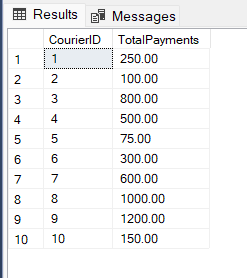 Results Messages
CourierID TotalPayments
1 1 250.00
2 2 100.00
3 3 800.00
4 4 500.00
5 5 75.00
6 6 300.00
7 7 600.00
8 8 1000.00
9 9 1200.00
10 10 150.00